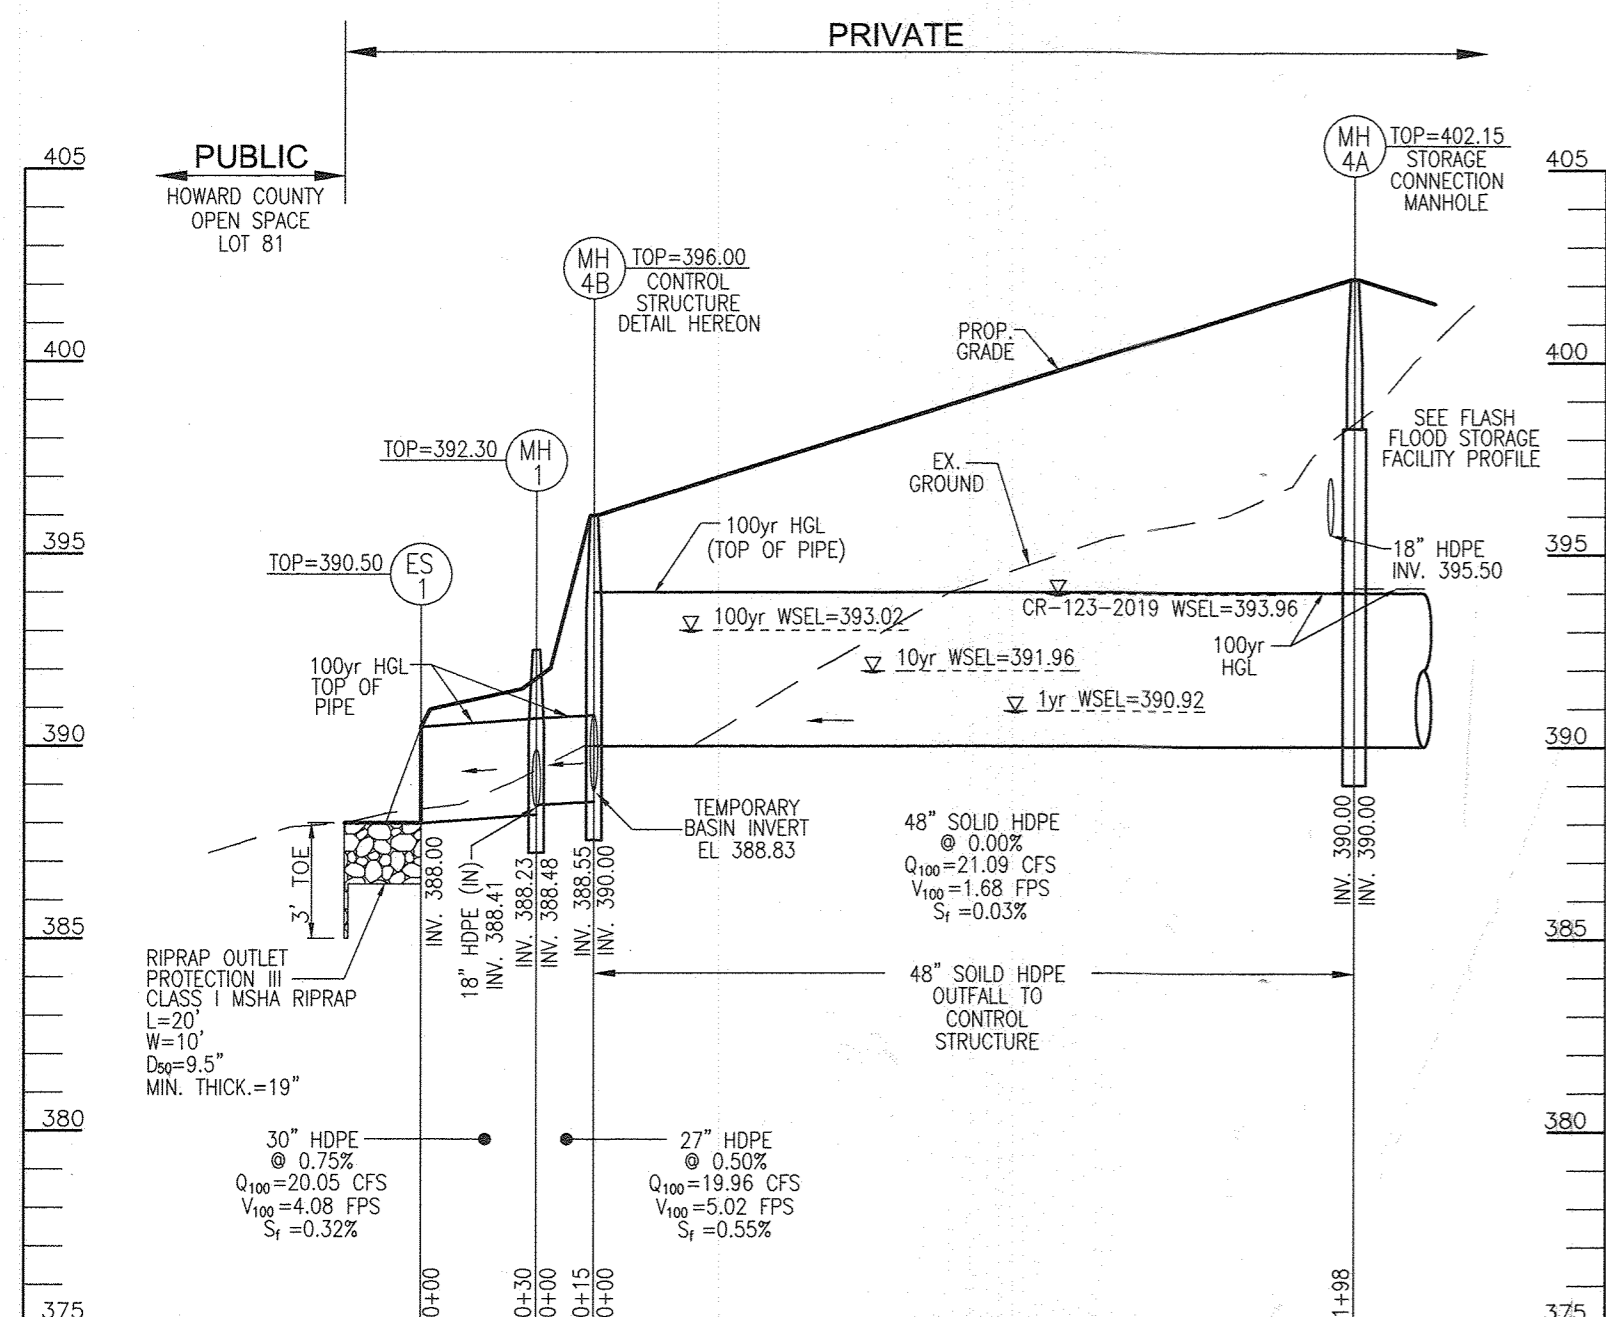 PRIVATE
PUBLIC
HOWARD COUNTY
OPEN SPACE
LOT 81
405
400
395
390
385
380
375
405
400
395
390
385
380
375
MH
4A
TOP=402.15
STORAGE
CONNECTION
MANHOLE
MH
4B
TOP=396.00
CONTROL
STRUCTURE
DETAIL HEREON
PROP.
GRADE
SEE FLASH
FLOOD STORAGE
FACILITY PROFILE
TOP=392.30
MH
1
EX.
GROUND
100yr HGL
(TOP OF PIPE)
18" HDPE
INV. 395.50
TOP=390.50
ES
1
100yr WSEL=393.02
CR-123-2019 WSEL=393.96
100yr
HGL
10yr WSEL=391.96
1yr WSEL=390.92
100yr HGL
TOP OF
PIPE
TEMPORARY
BASIN INVERT
EL 388.83
48" SOLID HDPE
@ 0.00%
Q100=21.09 CFS
V100=1.68 FPS
Sf =0.03%
3' TOE
INV. 388.00
18" HDPE (IN)
INV. 388.41
INV. 388.23
INV. 388.48
INV. 388.55
INV. 390.00
INV. 390.00
INV. 390.00
RIPRAP OUTLET
PROTECTION III
CLASS I MSHA RIPRAP
L=20'
W=10'
D50=9.5"
MIN. THICK.=19"
48" SOILD HDPE
OUTFALL TO
CONTROL
STRUCTURE
30" HDPE
@ 0.75%
Q100=20.05 CFS
V100=4.08 FPS
Sf =0.32%
27" HDPE
@ 0.50%
Q100=19.96 CFS
V100=5.02 FPS
Sf =0.55%
0+00
0+30
0+00
0+15
0+00
1+98